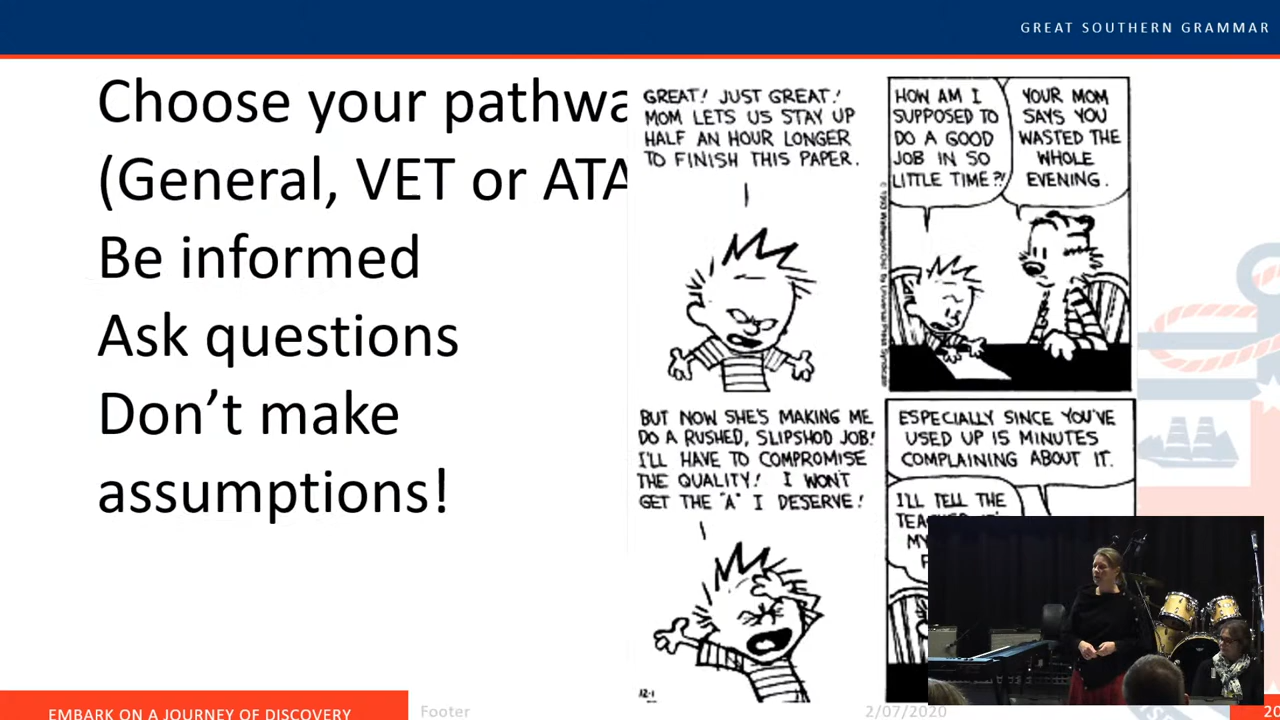 GREAT SOUTHERN GRAMMAR
Choose your pathwa
(General, VET or ATA
Be informed
Ask questions
Don't make
assumptions!
GREAT! JUST GREAT!
MOM LETS US STAY UP
HALF AN HOUR LONGER
TO FINISH THIS PAPER.
HOW AM I
SUPPOSED TO
DO A GOOD
JOB IN SO
LITTLE TIME?!
YOUR MOM
SAYS YOU
WASTED THE
WHOLE
EVENING.
BUT NOW SHE'S MAKING ME
DO A RUSHED, SLIPSHOD JOB!
I'LL HAVE TO COMPROMISE
THE QUALITY! I WON'T
GET THE "A" I DESERVE!
ESPECIALLY SINCE YOU'VE
USED UP 15 MINUTES
COMPLAINING ABOUT IT.
I'LL TELL THE
MY
12-1
EMBARK ON A JOURNEY OF DISCOVERY
Footer
2/07/2020
20